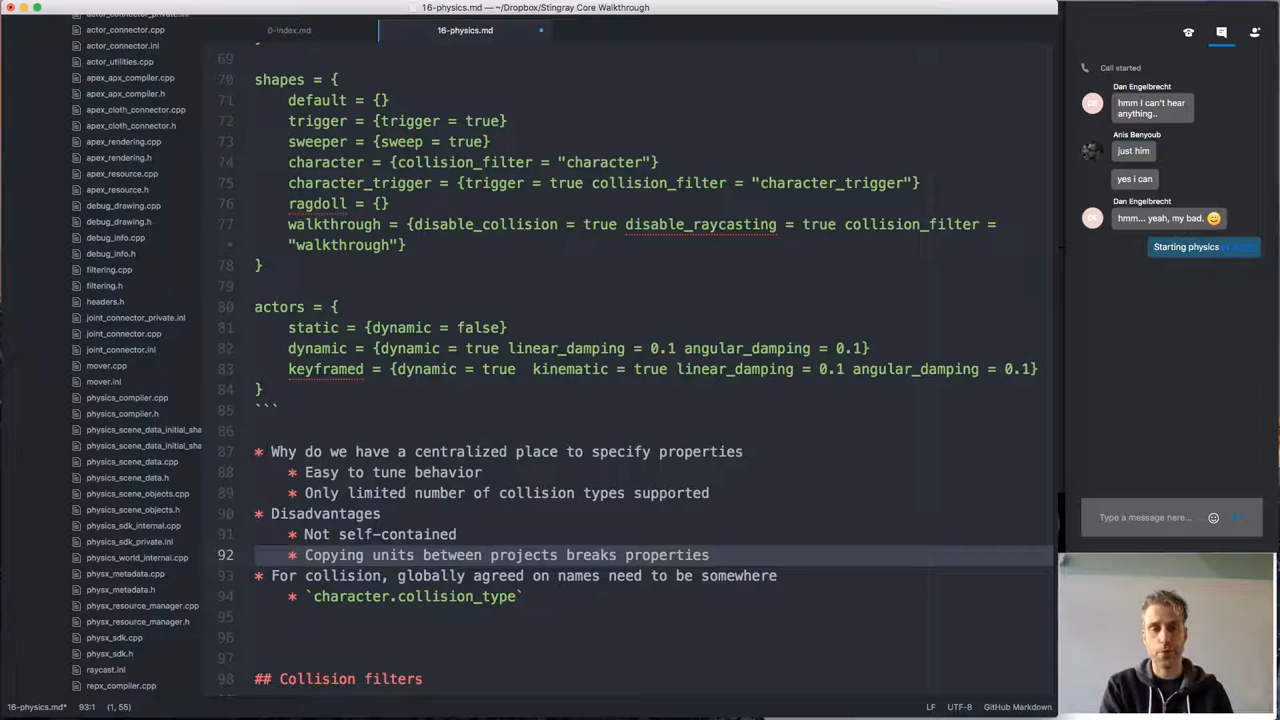 16-physics.md — ~/Dropbox/Stingray Core Walkthrough
0-index.md
16-physics.md
actor_connector_private.inl
actor_connector.cpp
actor_connector.inl
actor_utilities.cpp
apex_apx_compiler.cpp
apex_apx_compiler.h
apex_cloth_connector.cpp
apex_cloth_connector.h
apex_rendering.cpp
apex_rendering.h
apex_resource.cpp
apex_resource.h
debug_drawing.cpp
debug_drawing.h
debug_info.cpp
debug_info.h
filtering.cpp
filtering.h
headers.h
joint_connector_private.inl
joint_connector.cpp
joint_connector.inl
mover.cpp
mover.inl
physics_compiler.cpp
physics_compiler.h
physics_scene_data_initial_sha
physics_scene_data_initial_sha
physics_scene_data.cpp
physics_scene_data.h
physics_scene_objects.cpp
physics_scene_objects.h
physics_sdk_internal.cpp
physics_sdk_private.inl
physics_world_internal.cpp
physx_metadata.cpp
physx_metadata.h
physx_resource_manager.cpp
physx_resource_manager.h
physx_sdk.cpp
physx_sdk.h
raycast.inl
repx_compiler.cpp
69
70 shapes = {
71 default = {}
72 trigger = {trigger = true}
73 sweeper = {sweep = true}
74 character = {collision_filter = "character"}
75 character_trigger = {trigger = true collision_filter = "character_trigger"}
76 ragdoll = {}
77 walkthrough = {disable_collision = true disable_raycasting = true collision_filter =
• "walkthrough"}
78 }
79
80 actors = {
81 static = {dynamic = false}
82 dynamic = {dynamic = true linear_damping = 0.1 angular_damping = 0.1}
83 keyframed = {dynamic = true  kinematic = true linear_damping = 0.1 angular_damping = 0.1}
84 }
85 ```
86
87 * Why do we have a centralized place to specify properties
88 * Easy to tune behavior
89 * Only limited number of collision types supported
90 * Disadvantages
91 * Not self-contained
92 * Copying units between projects breaks properties
93 * For collision, globally agreed on names need to be somewhere
94 * `character.collision_type`
95
96
97
98 ## Collision filters
16-physics.md* 93:1 (1, 55) LF UTF-8 GitHub Markdown
Call started
Dan Engelbrecht
DE hmm I can't hear
anything..
Anis Benyoub
just him
yes i can
Dan Engelbrecht
DE hmm... yeah, my bad.
Starting physics
Type a message here...